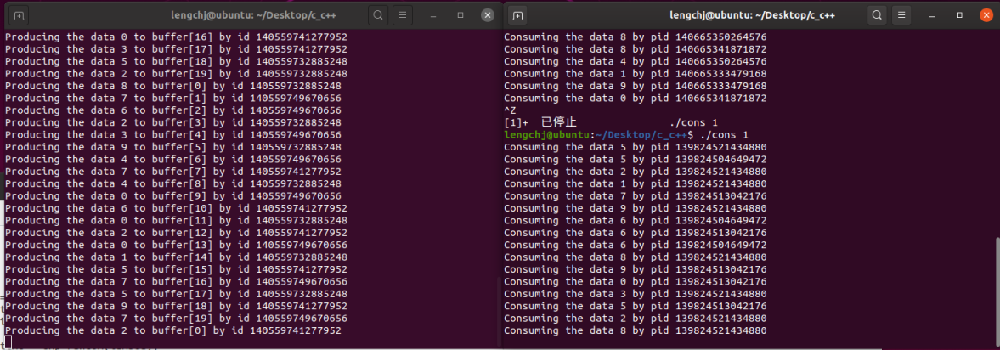 lengchj@ubuntu: ~/Desktop/c_c++
Producing the data 0 to buffer[16] by id 140559741277952
Producing the data 3 to buffer[17] by id 140559741277952
Producing the data 5 to buffer[18] by id 140559732885248
Producing the data 2 to buffer[19] by id 140559732885248
Producing the data 8 to buffer[0] by id 140559732885248
Producing the data 7 to buffer[1] by id 140559749670656
Producing the data 6 to buffer[2] by id 140559749670656
Producing the data 2 to buffer[3] by id 140559732885248
Producing the data 3 to buffer[4] by id 140559749670656
Producing the data 9 to buffer[5] by id 140559732885248
Producing the data 4 to buffer[6] by id 140559749670656
Producing the data 7 to buffer[7] by id 140559741277952
Producing the data 4 to buffer[8] by id 140559732885248
Producing the data 0 to buffer[9] by id 140559749670656
Producing the data 6 to buffer[10] by id 140559741277952
Producing the data 0 to buffer[11] by id 140559732885248
Producing the data 2 to buffer[12] by id 140559741277952
Producing the data 0 to buffer[13] by id 140559749670656
Producing the data 1 to buffer[14] by id 140559732885248
Producing the data 5 to buffer[15] by id 140559741277952
Producing the data 7 to buffer[16] by id 140559749670656
Producing the data 5 to buffer[17] by id 140559732885248
Producing the data 9 to buffer[18] by id 140559741277952
Producing the data 7 to buffer[19] by id 140559749670656
Producing the data 2 to buffer[0] by id 140559741277952
lengchj@ubuntu: ~/Desktop/c_c++
Consuming the data 8 by pid 140665350264576
Consuming the data 8 by pid 140665341871872
Consuming the data 4 by pid 140665350264576
Consuming the data 1 by pid 140665333479168
Consuming the data 9 by pid 140665333479168
Consuming the data 0 by pid 140665341871872
^Z
[1]+ 已停止 ./cons 1
lengchj@ubuntu:~/Desktop/c_c++$ ./cons 1
Consuming the data 5 by pid 139824521434880
Consuming the data 5 by pid 139824504649472
Consuming the data 2 by pid 139824521434880
Consuming the data 1 by pid 139824521434880
Consuming the data 7 by pid 139824513042176
Consuming the data 9 by pid 139824521434880
Consuming the data 6 by pid 139824504649472
Consuming the data 6 by pid 139824513042176
Consuming the data 6 by pid 139824504649472
Consuming the data 8 by pid 139824521434880
Consuming the data 9 by pid 139824513042176
Consuming the data 0 by pid 139824513042176
Consuming the data 3 by pid 139824521434880
Consuming the data 5 by pid 139824513042176
Consuming the data 2 by pid 139824521434880
Consuming the data 8 by pid 139824521434880